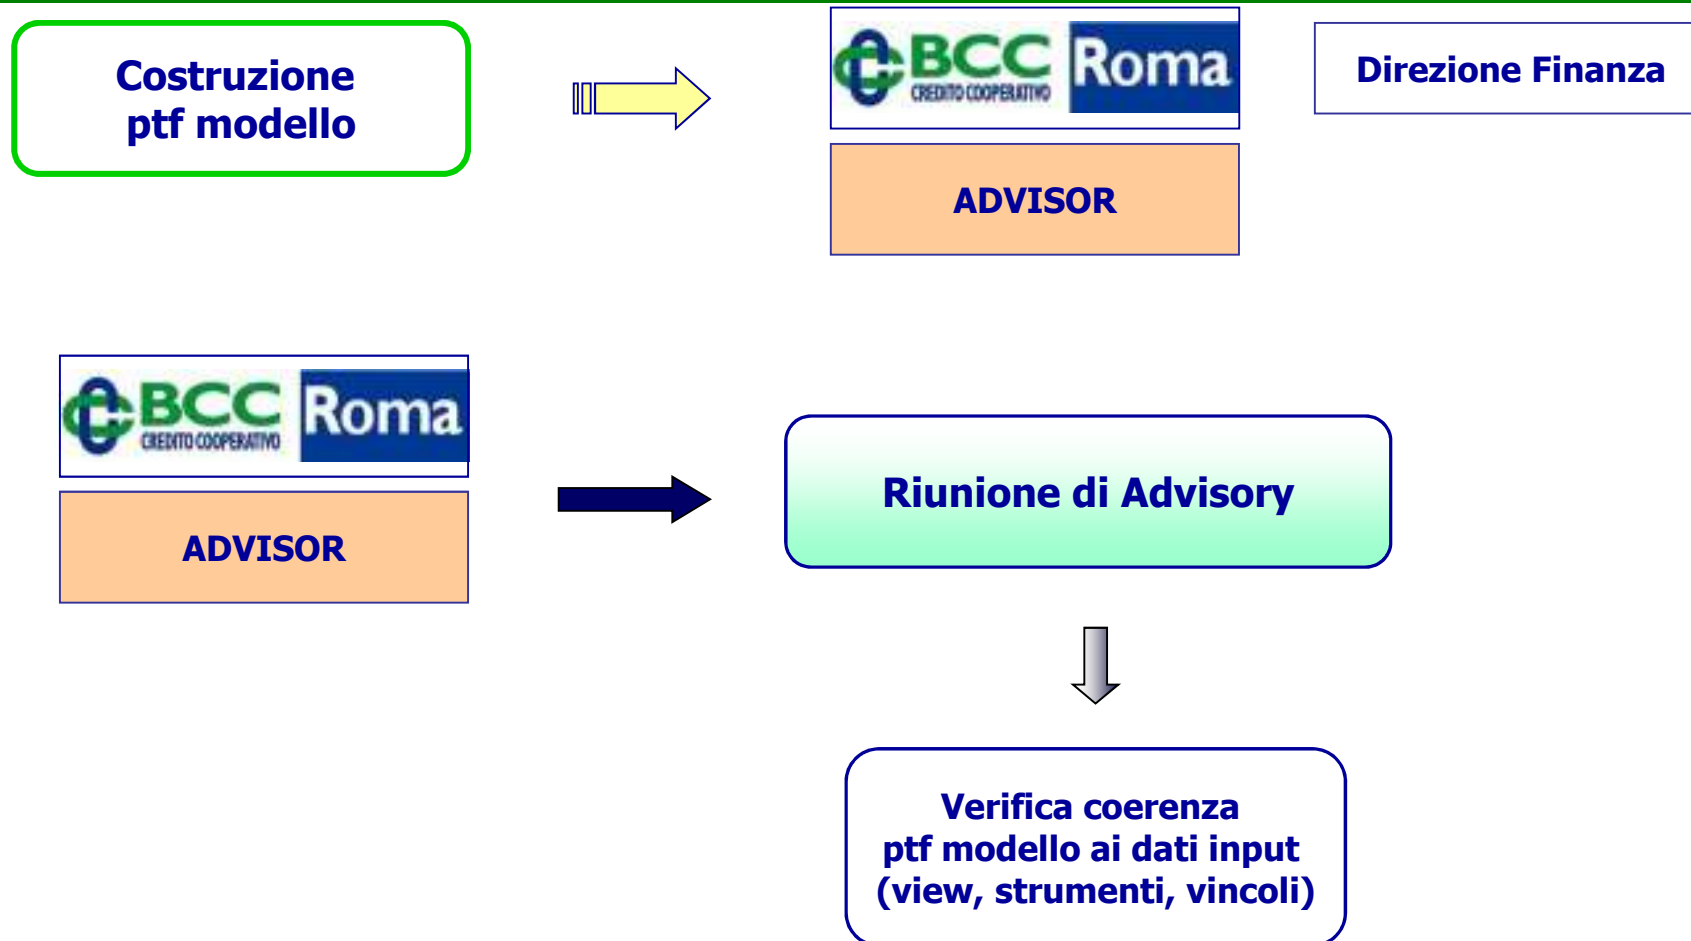 Costruzione
ptf modello
BCC
CREDITO COOPERATIVO
Roma
Direzione Finanza
ADVISOR
BCC
CREDITO COOPERATIVO
Roma
ADVISOR
Riunione di Advisory
Verifica coerenza
ptf modello ai dati input
(view, strumenti, vincoli)